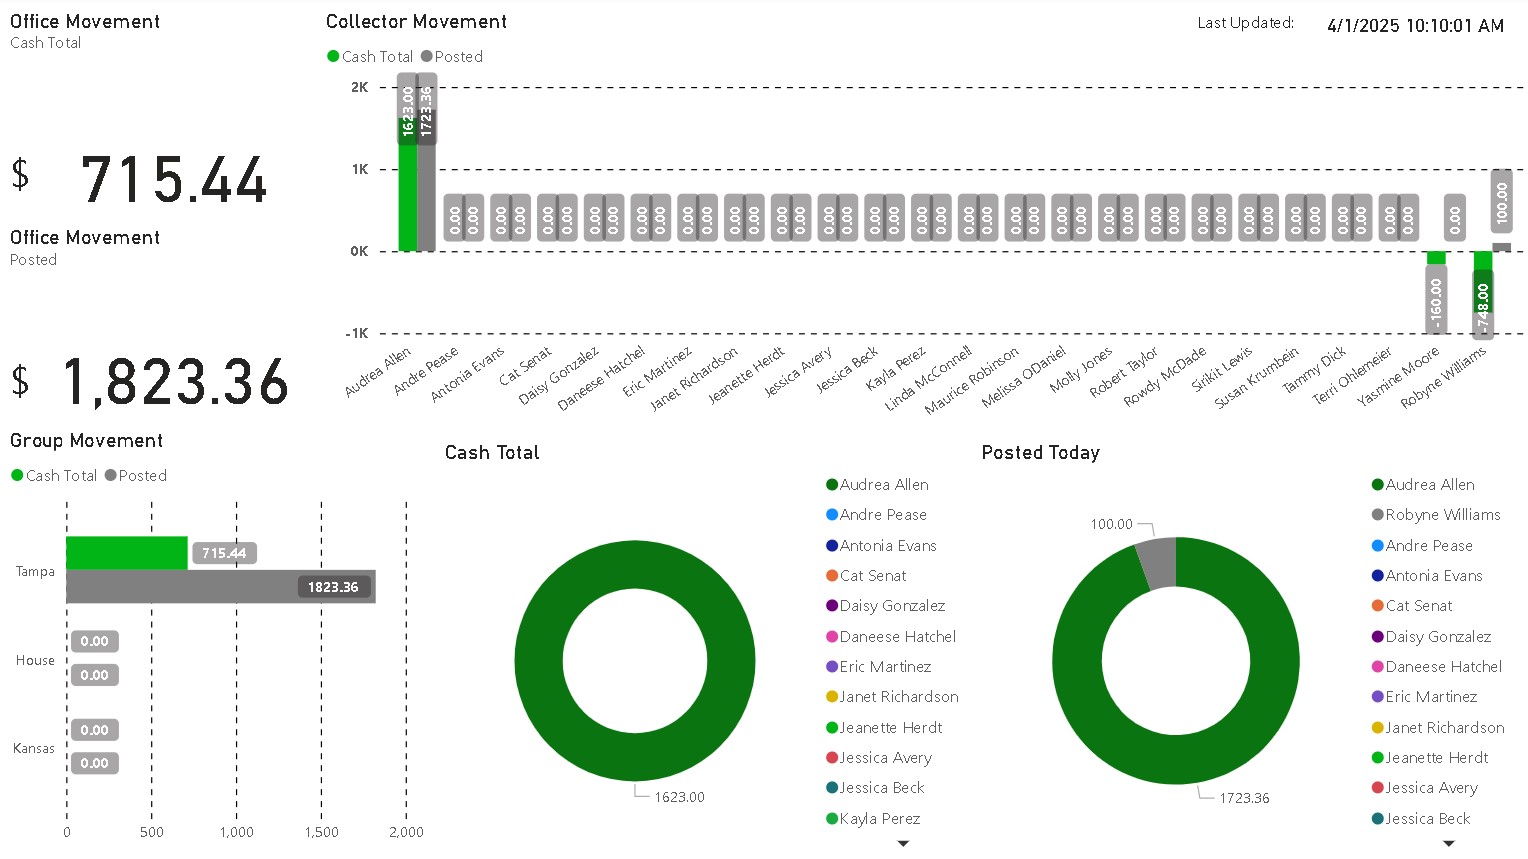 Office Movement
Cash Total
$ 715.44
Office Movement
Posted
$ 1,823.36
Collector Movement
Cash Total Posted
Last Updated: 4/1/2025 10:10:01 AM
2K
1K
0K
-1K
1623.00 1723.36 0.00 0.00 0.00 0.00 0.00 0.00 0.00 0.00 0.00 0.00 0.00 0.00 0.00 0.00 0.00 0.00 0.00 0.00 0.00 0.00 0.00 0.00 0.00 0.00 0.00 0.00 0.00 0.00 0.00 0.00 0.00 0.00 0.00 0.00 0.00 0.00 0.00 0.00 0.00 0.00 0.00 0.00 -160.00 0.00 -748.00 100.00
Audrea Allen
Andre Pease
Antonia Evans
Cat Senat
Daisy Gonzalez
Daneese Hatchel
Eric Martinez
Janet Richardson
Jeanette Herdt
Jessica Avery
Jessica Beck
Kayla Perez
Linda McConnell
Maurice Robinson
Melissa ODaniel
Molly Jones
Robert Taylor
Rowdy McDade
Sirikit Lewis
Susan Krumbein
Tammy Dick
Terri Ohlemeier
Yasmine Moore
Robyne Williams
Group Movement
Cash Total Posted
Tampa
715.44
1823.36
House
0.00
0.00
Kansas
0.00
0.00
0 500 1,000 1,500 2,000
Cash Total
1623.00
Audrea Allen
Andre Pease
Antonia Evans
Cat Senat
Daisy Gonzalez
Daneese Hatchel
Eric Martinez
Janet Richardson
Jeanette Herdt
Jessica Avery
Jessica Beck
Kayla Perez
Posted Today
100.00
1723.36
Audrea Allen
Robyne Williams
Andre Pease
Antonia Evans
Cat Senat
Daisy Gonzalez
Daneese Hatchel
Eric Martinez
Janet Richardson
Jeanette Herdt
Jessica Avery
Jessica Beck